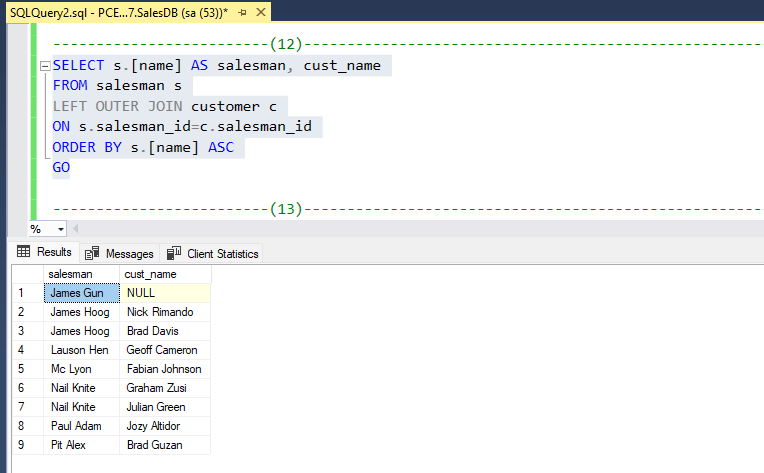 SQLQuery2.sql - PCE...7.SalesDB (sa (53))*
------------------------(12)---------------------------------------------------
SELECT s.[name] AS salesman, cust_name
FROM salesman s
LEFT OUTER JOIN customer c
ON s.salesman_id=c.salesman_id
ORDER BY s.[name] ASC
GO
------------------------(13)---------------------------------------------------
%
Results Messages Client Statistics
salesman cust_name
1 James Gun NULL
2 James Hoog Nick Rimando
3 James Hoog Brad Davis
4 Lauson Hen Geoff Cameron
5 Mc Lyon Fabian Johnson
6 Nail Knite Graham Zusi
7 Nail Knite Julian Green
8 Paul Adam Jozy Altidor
9 Pit Alex Brad Guzan